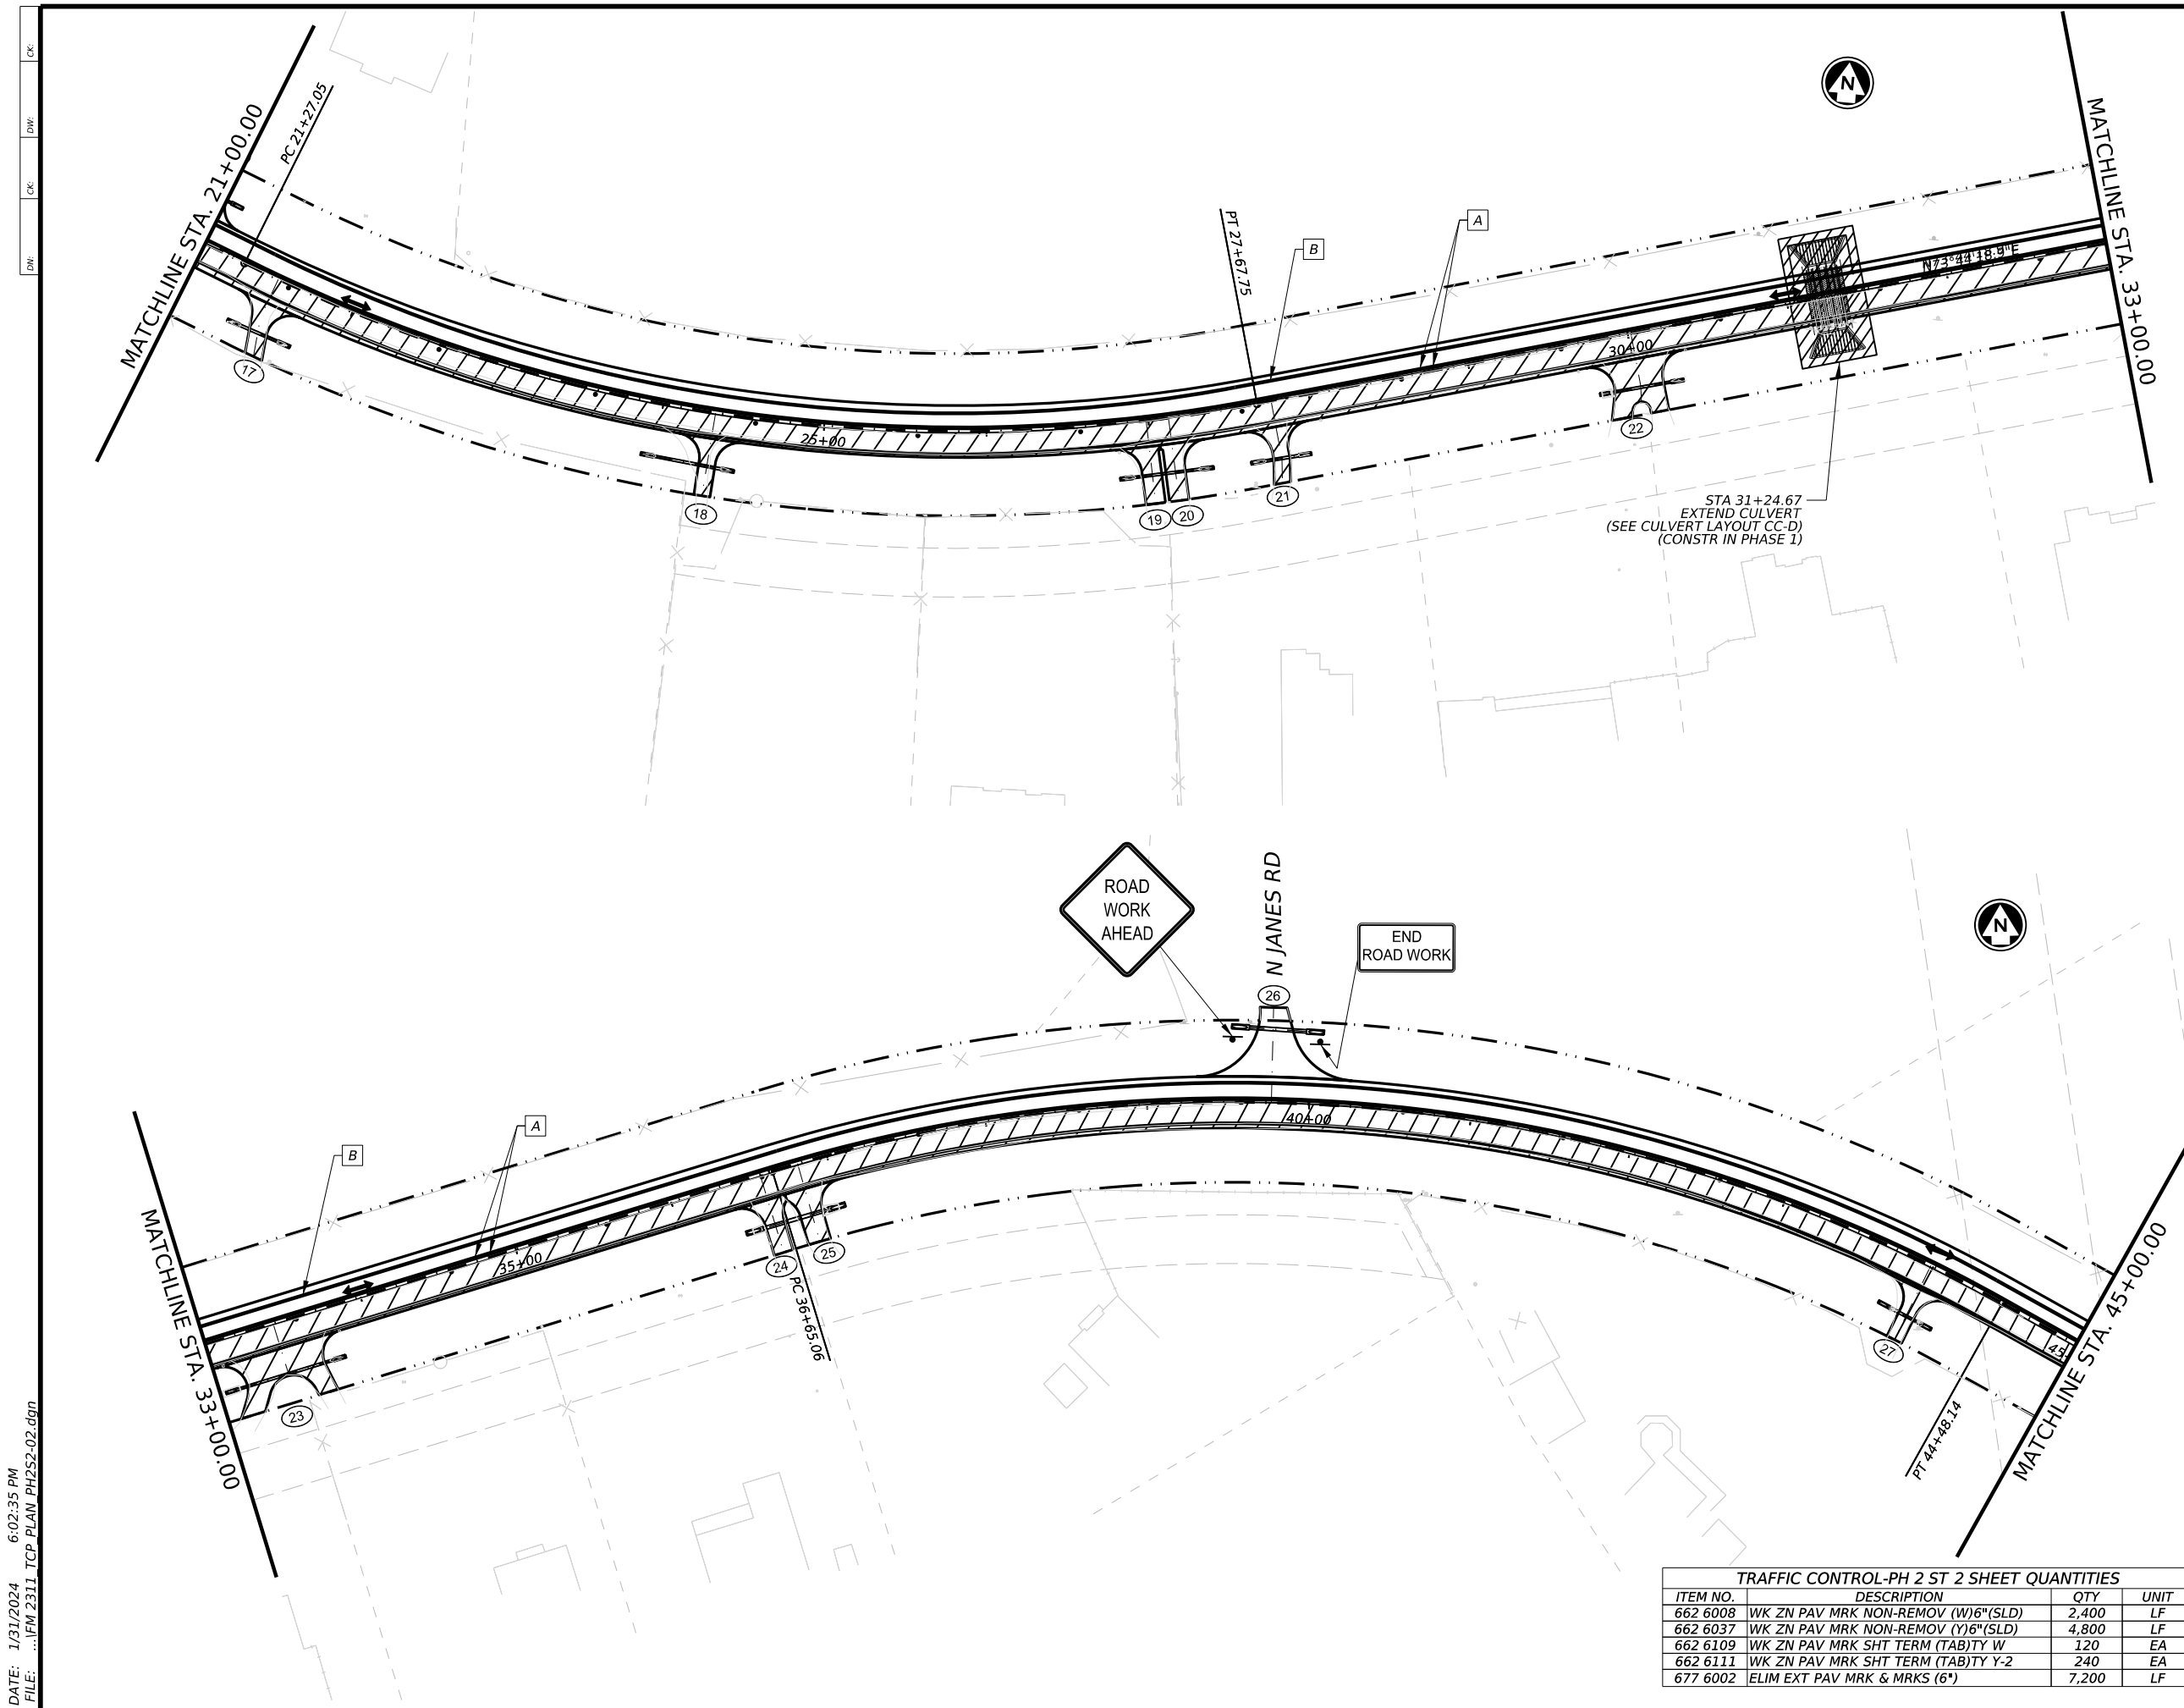 CK:
DW:
CK:
DN:
MATCHLINE STA. 21+00.00
PC 21+27.05
N
MATCHLINE STA. 33+00.00
PT 27+67.75
A
B
N73°44'18.9"E
30+00
25+00
17
18
19
20
21
22
STA 31+24.67
EXTEND CULVERT
(SEE CULVERT LAYOUT CC-D)
(CONSTR IN PHASE 1)
ROAD
WORK
AHEAD
N JANES RD
END
ROAD WORK
N
26
40+00
A
B
35+00
MATCHLINE STA. 33+00.00
23
24
25
PC 36+65.06
27
45+
PT 44+48.14
MATCHLINE STA. 45+00.00
TRAFFIC CONTROL-PH 2 ST 2 SHEET QUANTITIES
ITEM NO. DESCRIPTION QTY UNIT
662 6008 WK ZN PAV MRK NON-REMOV (W)6"(SLD) 2,400 LF
662 6037 WK ZN PAV MRK NON-REMOV (Y)6"(SLD) 4,800 LF
662 6109 WK ZN PAV MRK SHT TERM (TAB)TY W 120 EA
662 6111 WK ZN PAV MRK SHT TERM (TAB)TY Y-2 240 EA
677 6002 ELIM EXT PAV MRK & MRKS (6") 7,200 LF
DATE: 1/31/2024 6:02:35 PM
FILE: ...\FM 2311_TCP_PLAN_PH2S2-02.dgn